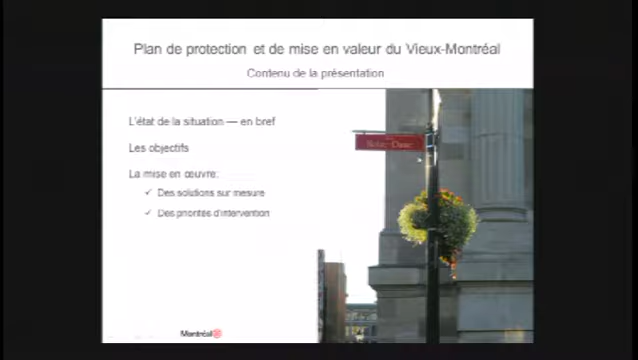 Plan de protection et de mise en valeur du Vieux-Montréal
Contenu de la présentation
L'état de la situation — en bref
Les objectifs
La mise en œuvre:
✓ Des solutions sur mesure
✓ Des priorités d'intervention
Notre-Dame
Montréal